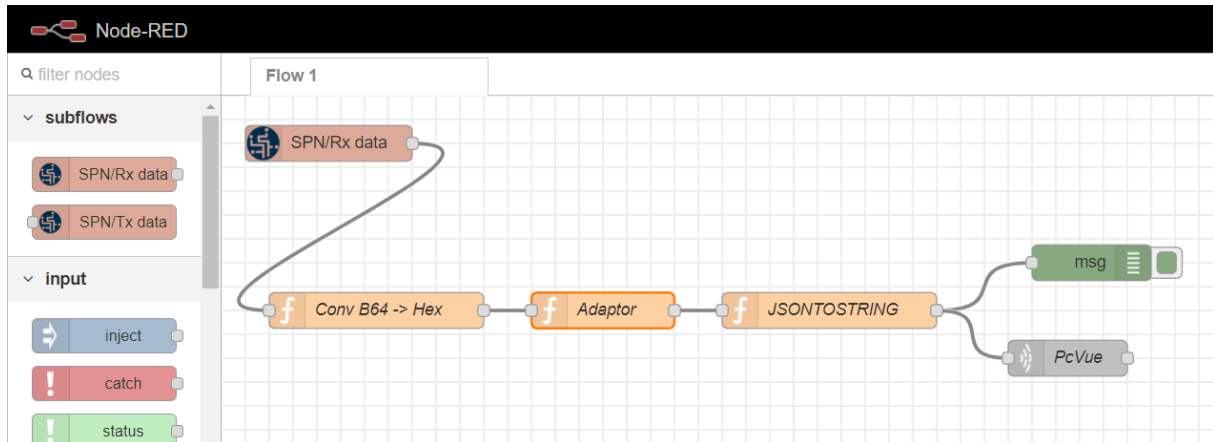 Node-RED
filter nodes
Flow 1
subflows
SPN/Rx data
SPN/Tx data
input
inject
catch
status
SPN/Rx data
Conv B64 -> Hex
Adaptor
JSONTOSTRING
msg
PcVue